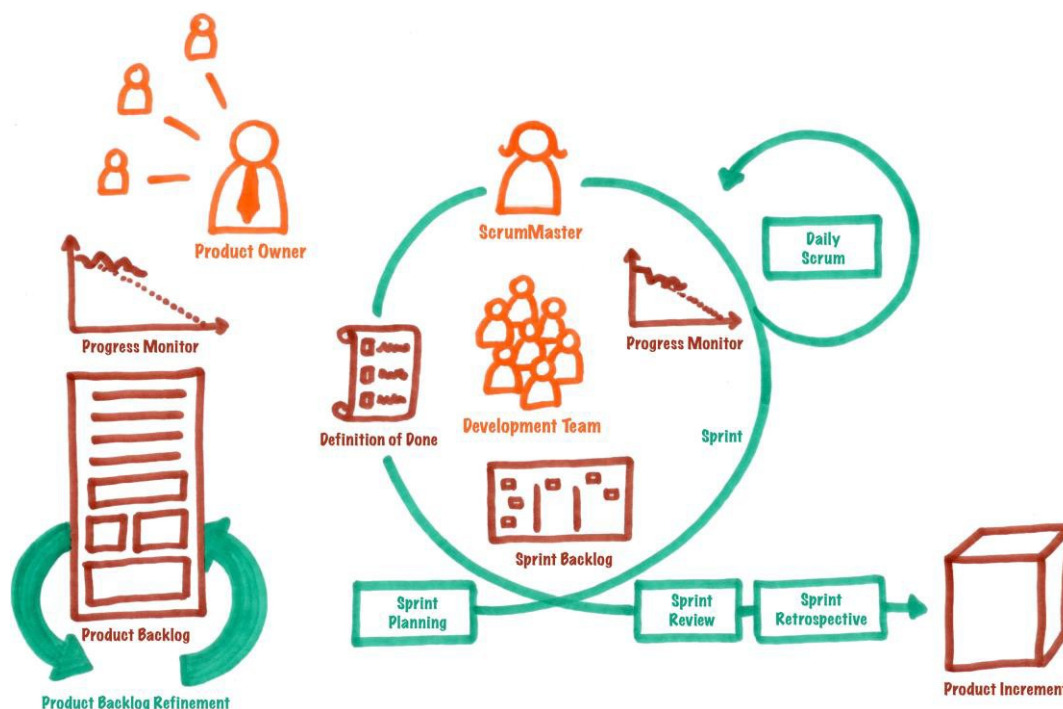 Product Owner
ScrumMaster
Daily
Scrum
Progress Monitor
Progress Monitor
Definition of Done
Development Team
Sprint
Sprint Backlog
Product Backlog
Sprint
Planning
Sprint
Review
Sprint
Retrospective
Product Backlog Refinement
Product Increment